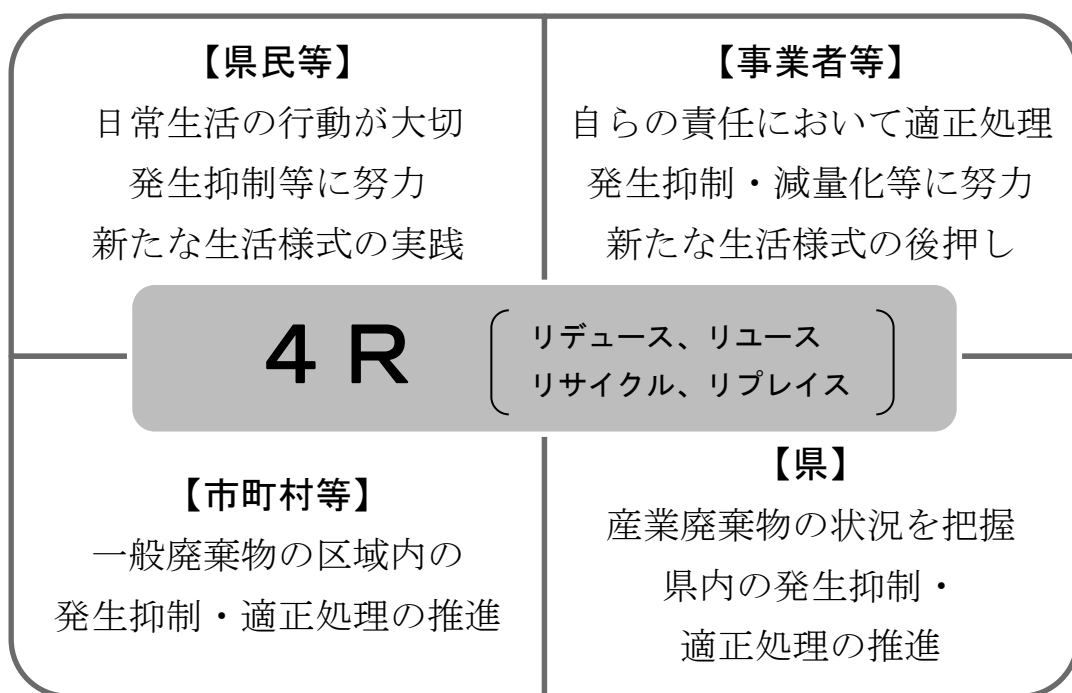 【県民等】
日常生活の行動が大切
発生抑制等に努力
新たな生活様式の実践
【事業者等】
自らの責任において適正処理
発生抑制・減量化等に努力
新たな生活様式の後押し
4 R
リデュース、リユース
リサイクル、リプレイス
【市町村等】
一般廃棄物の区域内の
発生抑制・適正処理の推進
【県】
産業廃棄物の状況を把握
県内の発生抑制・
適正処理の推進